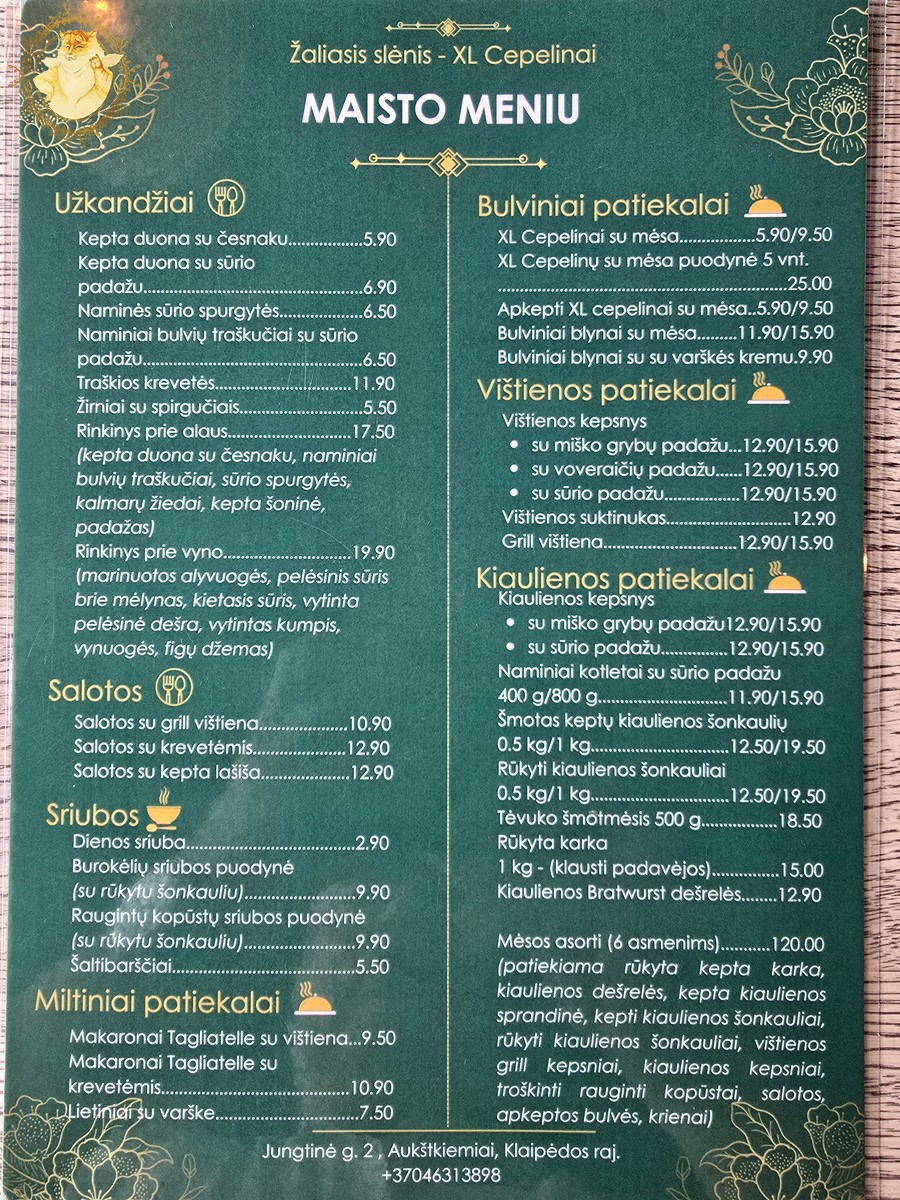 Žaliasis slėnis - XL Cepelinai
MAISTO MENIU
Užkandžiai
Kepta duona su česnaku..................5.90
Kepta duona su sūrio
padažu.....................................................6.90
Naminės sūrio spurgytės....................6.50
Naminiai bulvių traškučiai su sūrio
padažu.....................................................6.50
Traškios krevetės.................................11.90
Žirniai su spirgučiais.............................5.50
Rinkinys prie alaus..............................17.50
(kepta duona su česnaku, naminiai
bulvių traškučiai, sūrio spurgytės,
kalmarų žiedai, kepta šoninė,
padažas)
Rinkinys prie vyno...............................19.90
(marinuotos alyvuogės, pelėsinis sūris
brie mėlynas, kietasis sūris, vytinta
pelėsinė dešra, vytintas kumpis,
vynuogės, figų džemas)
Salotos
Salotos su grill vištiena.....................10.90
Salotos su krevetėmis.......................12.90
Salotos su kepta lašiša.....................12.90
Sriubos
Dienos sriuba.........................................2.90
Burokėlių sriubos puodynė
(su rūkytu šonkauliu)...........................9.90
Raugintų kopūstų sriubos puodynė
(su rūkytu šonkauliu)...........................9.90
Šaltibarščiai............................................5.50
Miltiniai patiekalai
Makaronai Tagliatelle su vištiena...9.50
Makaronai Tagliatelle su
krevetėmis..............................................10.90
Lietiniai su varške...................................7.50
Bulviniai patiekalai
XL Cepelinai su mėsa..................5.90/9.50
XL Cepelinų su mėsa puodynė 5 vnt.
......................................................................25.00
Apkepti XL cepelinai su mėsa..5.90/9.50
Bulviniai blynai su mėsa.........11.90/15.90
Bulviniai blynai su su varškės kremu.9.90
Vištienos patiekalai
Vištienos kepsnys
• su miško grybų padažu...12.90/15.90
• su voveraičių padažu......12.90/15.90
• su sūrio padažu..................12.90/15.90
Vištienos suktinukas..............................12.90
Grill vištiena................................12.90/15.90
Kiaulienos patiekalai
Kiaulienos kepsnys
• su miško grybų padažu12.90/15.90
• su sūrio padažu................12.90/15.90
Naminiai kotletai su sūrio padažu
400 g/800 g...............................11.90/15.90
Šmotas keptų kiaulienos šonkaulių
0.5 kg/1 kg.................................12.50/19.50
Rūkyti kiaulienos šonkauliai
0.5 kg/1 kg.................................12.50/19.50
Tėvuko šmotmėsis 500 g..................18.50
Rūkyta karka
1 kg - (klausti padavėjos)................15.00
Kiaulienos Bratwurst dešrelės........12.90
Mėsos asorti (6 asmenims)............120.00
(patiekiama rūkyta kepta karka,
kiaulienos dešrelės, kepta kiaulienos
sprandinė, kepti kiaulienos šonkauliai,
rūkyti kiaulienos šonkauliai, vištienos
grill kepsniai, kiaulienos kepsniai,
troškinti rauginti kopūstai, salotos,
apkeptos bulvės, krienai)
Jungtinė g. 2 , Aukštkiemiai, Klaipėdos raj.
+37046313898